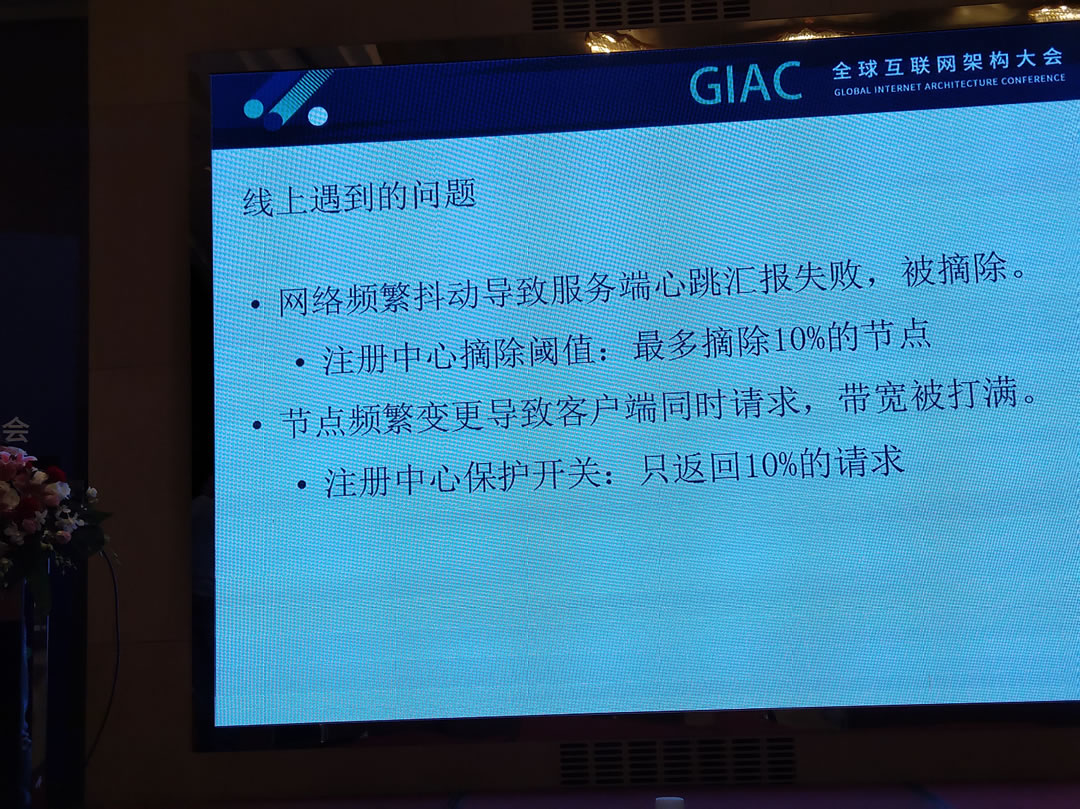 GIAC
全球互联网架构大会
GLOBAL INTERNET ARCHITECTURE CONFERENCE
线上遇到的问题
• 网络频繁抖动导致服务端心跳汇报失败，被摘除。
• 注册中心摘除阈值：最多摘除10%的节点
• 节点频繁变更导致客户端同时请求，带宽被打满。
• 注册中心保护开关：只返回10%的请求
会